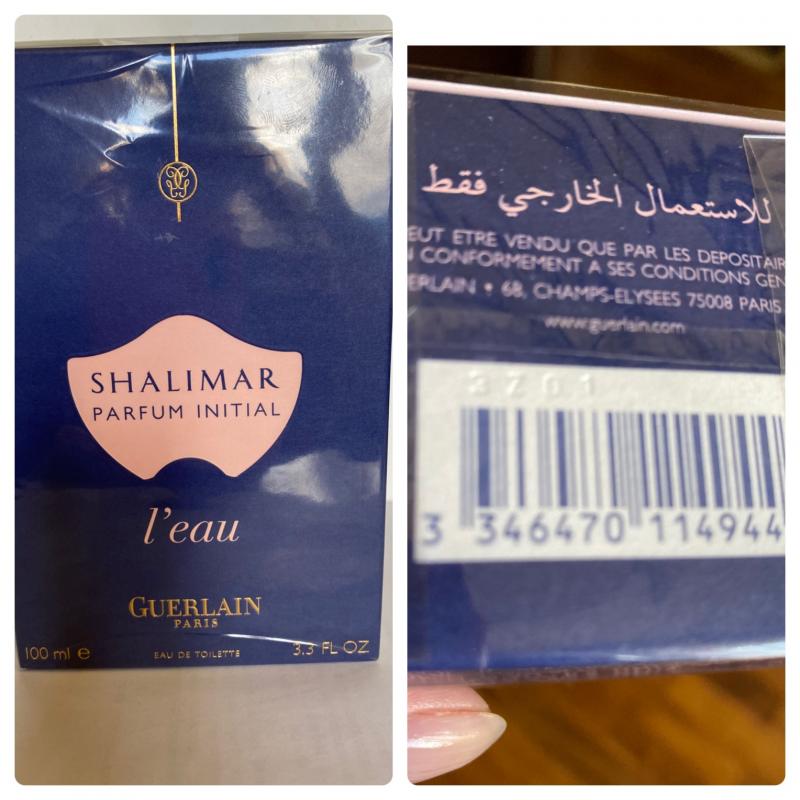 SHALIMAR
PARFUM INITIAL
l'eau
GUERLAIN
PARIS
100 ml e
EAU DE TOILETTE
3.3 FL OZ
للاستعمال الخارجي فقط
EUT ETRE VENDU QUE PAR LES DEPOSITAIR
N CONFORMEMENT A SES CONDITIONS GEN
ERLAIN • 68, CHAMPS-ELYSEES 75008 PARIS
www.guerlain.com
3Z01
3 346470 114944